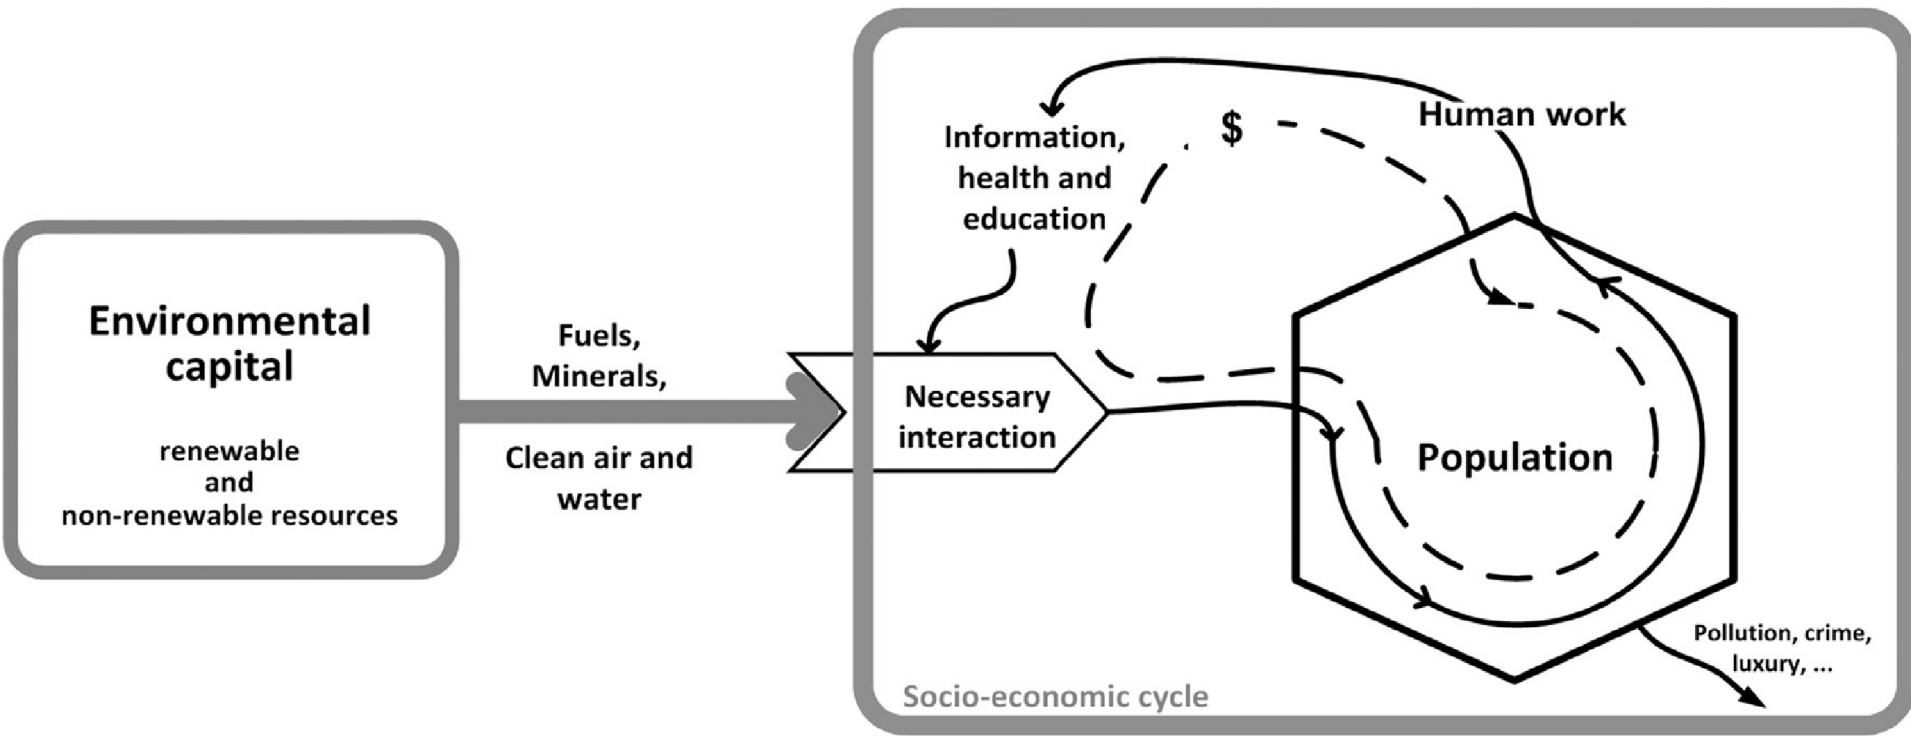 Environmental
capital
renewable
and
non-renewable resources
Fuels,
Minerals,
Clean air and
water
Information,
health and
education
$
Human work
Necessary
interaction
Population
Pollution, crime,
luxury, ...
Socio-economic cycle